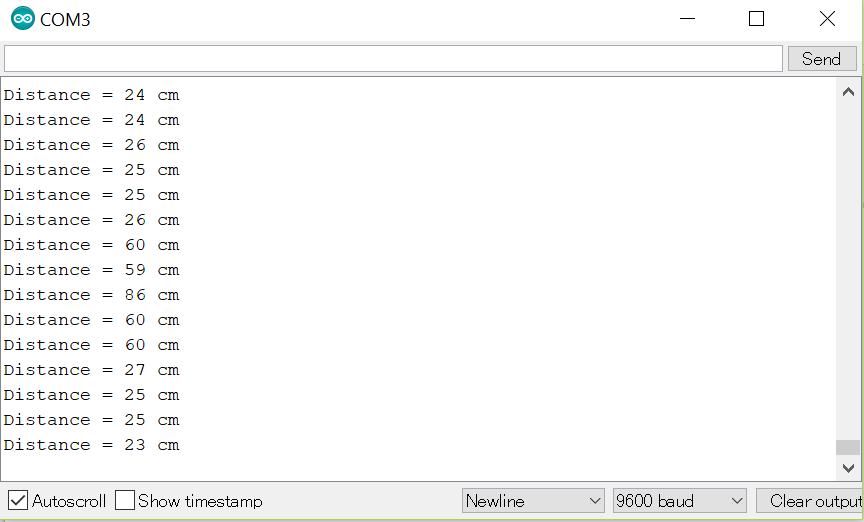 COM3
Send
Distance = 24 cm
Distance = 24 cm
Distance = 26 cm
Distance = 25 cm
Distance = 25 cm
Distance = 26 cm
Distance = 60 cm
Distance = 59 cm
Distance = 86 cm
Distance = 60 cm
Distance = 60 cm
Distance = 27 cm
Distance = 25 cm
Distance = 25 cm
Distance = 23 cm
Autoscroll Show timestamp Newline 9600 baud Clear output